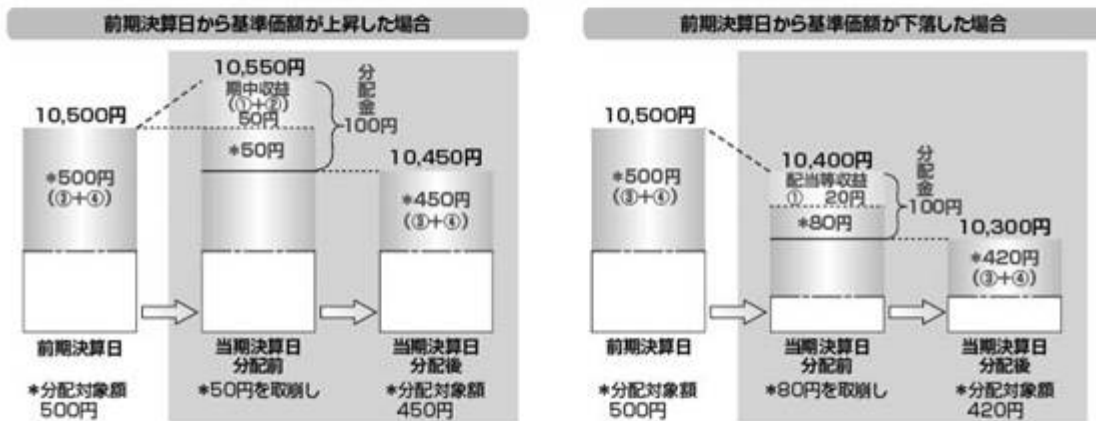 前期決算日から基準価額が上昇した場合
10,550円
期中収益
(①+②)
50円
*50円
分配金
100円
10,500円
*500円
(③+④)
10,450円
*450円
(③+④)
前期決算日
当期決算日
分配前
当期決算日
分配後
*分配対象額
500円
*50円を取崩し
*分配対象額
450円
前期決算日から基準価額が下落した場合
10,500円
*500円
(③+④)
10,400円
配当等収益
① 20円
*80円
分配金
100円
10,300円
*420円
(③+④)
前期決算日
当期決算日
分配前
当期決算日
分配後
*分配対象額
500円
*80円を取崩し
*分配対象額
420円